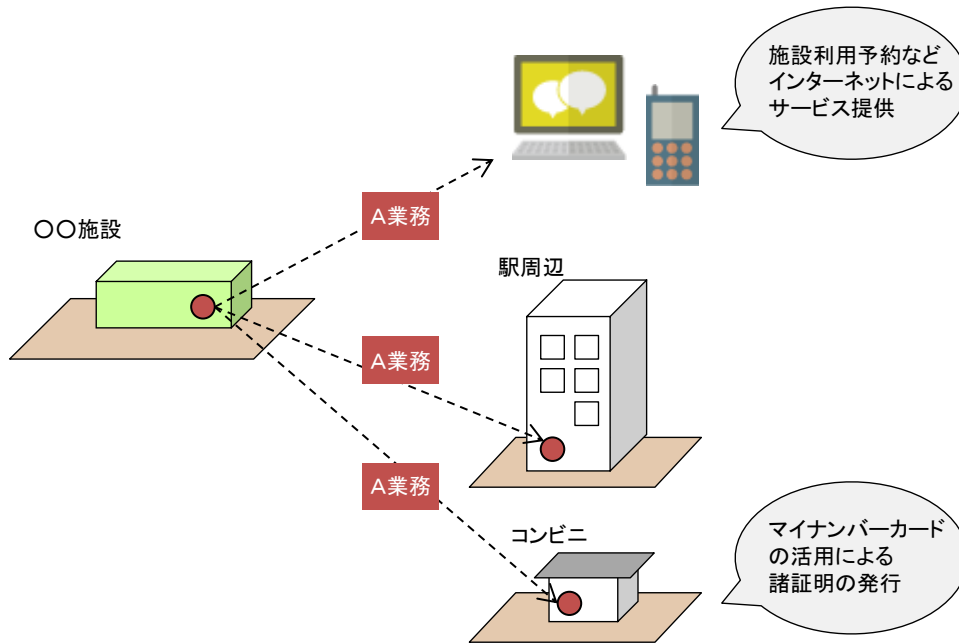 施設利用予約など
インターネットによる
サービス提供
A業務
〇〇施設
駅周辺
A業務
A業務
コンビニ
マイナンバーカード
の活用による
諸証明の発行